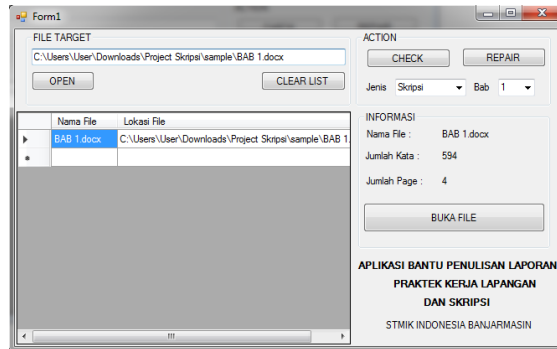 Form1
FILE TARGET
C:\Users\User\Downloads\Project Skripsi\sample\BAB 1.docx
OPEN
CLEAR LIST
Nama File Lokasi File
BAB 1.docx C:\Users\User\Downloads\Project Skripsi\sample\BAB 1.
ACTION
CHECK
REPAIR
Jenis Skripsi Bab 1
INFORMASI
Nama File : BAB 1.docx
Jumlah Kata : 594
Jumlah Page : 4
BUKA FILE
APLIKASI BANTU PENULISAN LAPORAN
PRAKTEK KERJA LAPANGAN
DAN SKRIPSI
STMIK INDONESIA BANJARMASIN